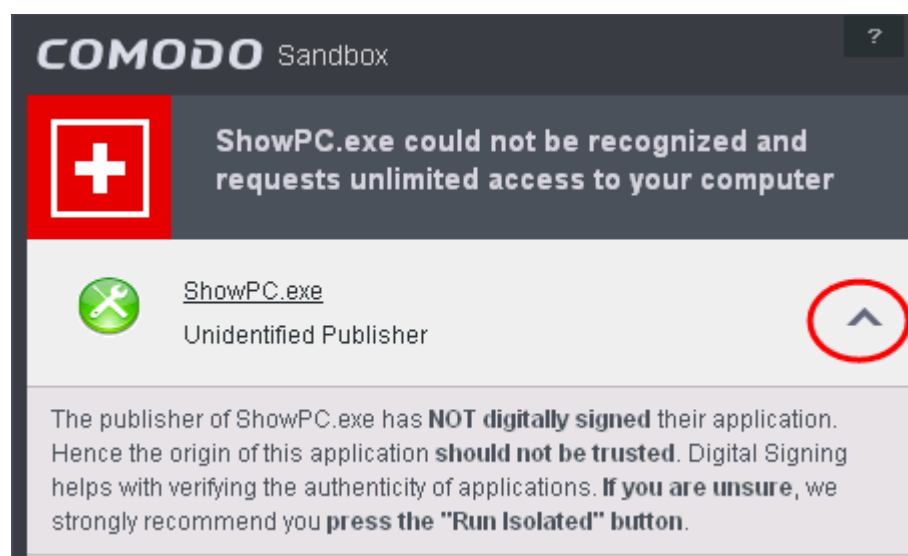 COMODO Sandbox
?
ShowPC.exe could not be recognized and
requests unlimited access to your computer
ShowPC.exe
Unidentified Publisher
The publisher of ShowPC.exe has NOT digitally signed their application.
Hence the origin of this application should not be trusted. Digital Signing
helps with verifying the authenticity of applications. If you are unsure, we
strongly recommend you press the "Run Isolated" button.